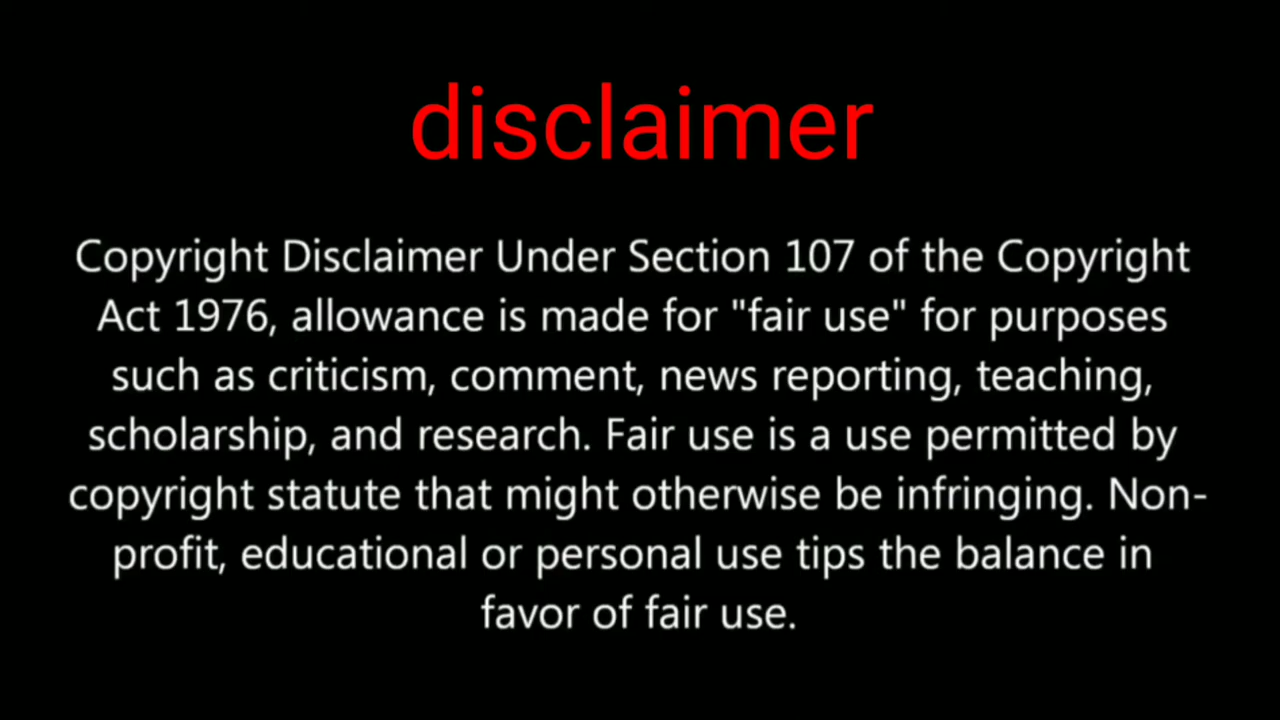 disclaimer
Copyright Disclaimer Under Section 107 of the Copyright
Act 1976, allowance is made for "fair use" for purposes
such as criticism, comment, news reporting, teaching,
scholarship, and research. Fair use is a use permitted by
copyright statute that might otherwise be infringing. Non-
profit, educational or personal use tips the balance in
favor of fair use.